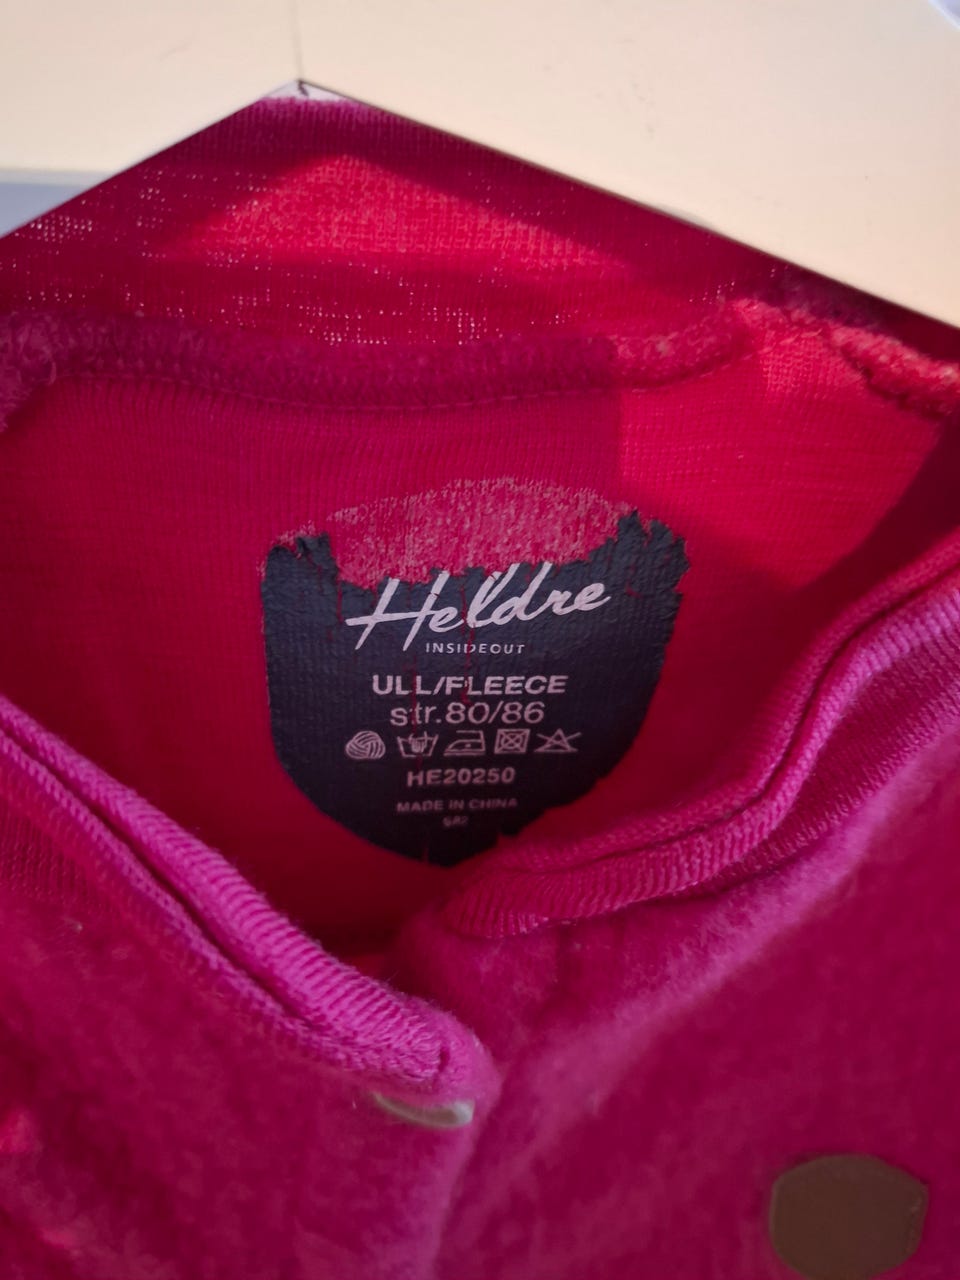 Heldre
INSIDEOUT
ULL/FLEECE
str.80/86
HE20250
MADE IN CHINA